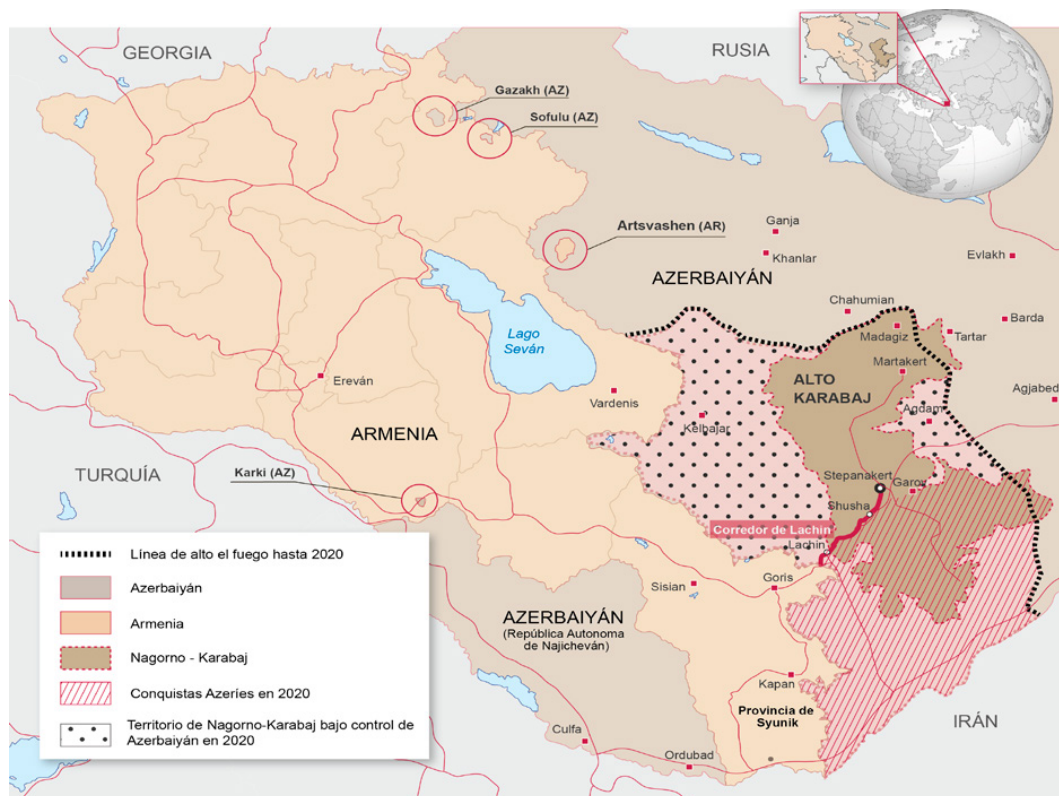 GEORGIA
RUSIA
Gazakh (AZ)
Sofulu (AZ)
Artsvashen (AR)
Ganja
Khanlar
Evlakh
AZERBAIYÁN
Chahumian
Barda
Madagiz
Tartar
Lago
Seván
Martakert
Ereván
ALTO
KARABAJ
Vardenis
Agjabed
Kelbajar
Agdam
ARMENIA
TURQUÍA
Karki (AZ)
Stepanakert
Garov
Shusha
Corredor de Lachin
Lachin
Sisian
Goris
AZERBAIYÁN
(República Autonoma
de Najicheván)
Kapan
Provincia de
Syunik
IRÁN
Culfa
Ordubad
Línea de alto el fuego hasta 2020
Azerbaiyán
Armenia
Nagorno - Karabaj
Conquistas Azeríes en 2020
Territorio de Nagorno-Karabaj bajo control de
Azerbaiyán en 2020